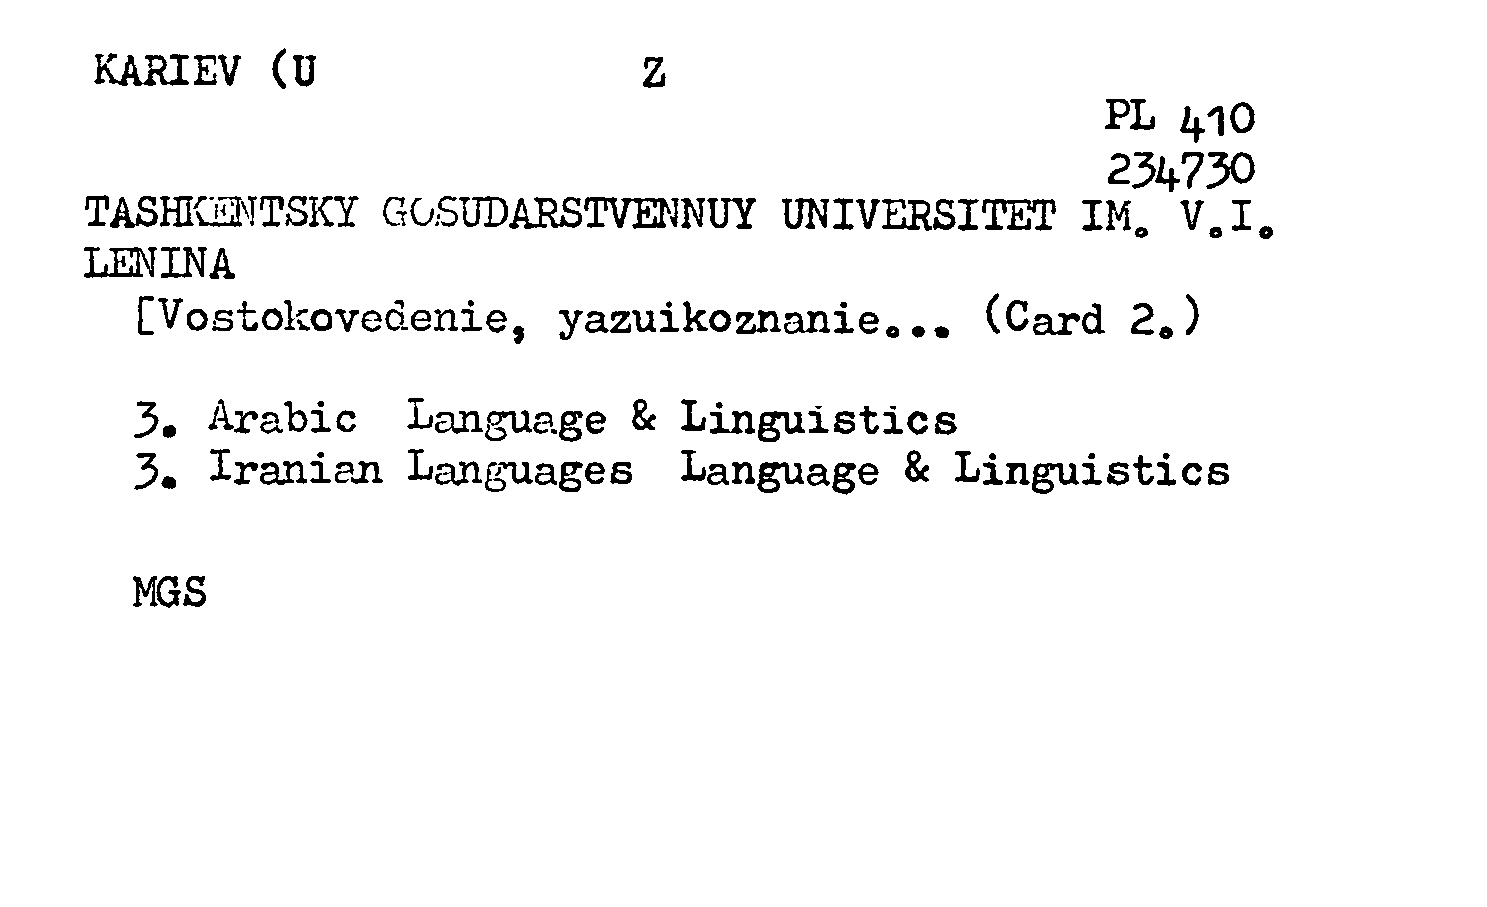 KARIEV (U Z
PL 410
234730
TASHKENTSKY GOSUDARSTVENNUY UNIVERSITET IM. V.I.
LENINA
[Vostokovedenie, yazuikoznanie... (Card 2.)
3. Arabic Language & Linguistics
3. Iranian Languages Language & Linguistics
MGS